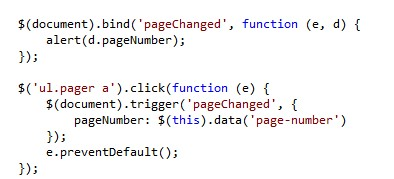 $(document).bind('pageChanged', function (e, d) {
    alert(d.pageNumber);
});

$('ul.pager a').click(function (e) {
    $(document).trigger('pageChanged', {
        pageNumber: $(this).data('page-number')
    });
    e.preventDefault();
});